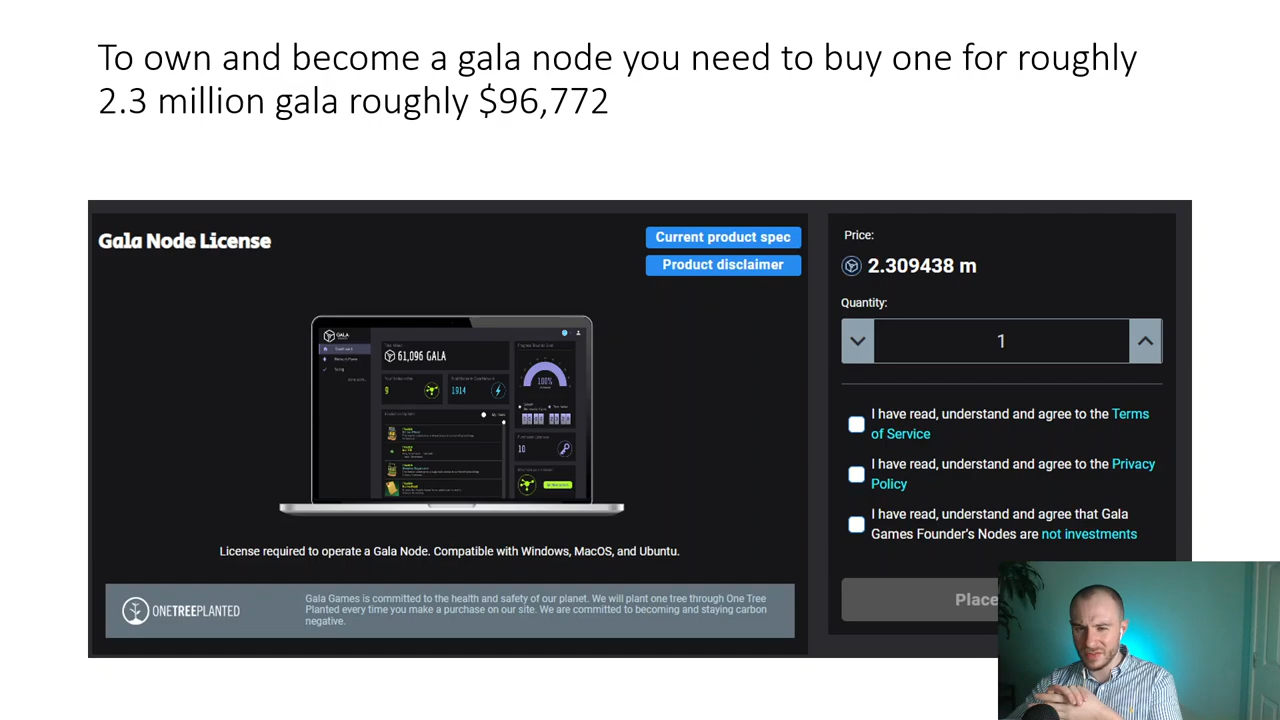 To own and become a gala node you need to buy one for roughly
2.3 million gala roughly $96,772
Gala Node License
Current product spec
Product disclaimer
GALA
61,096 GALA
9
1914
100%
10
License required to operate a Gala Node. Compatible with Windows, MacOS, and Ubuntu.
ONETREEPLANTED
Gala Games is committed to the health and safety of our planet. We will plant one tree through One Tree
Planted every time you make a purchase on our site. We are committed to becoming and staying carbon
negative.
Price:
2.309438 m
Quantity:
1
I have read, understand and agree to the Terms
of Service
I have read, understand and agree to the Privacy
Policy
I have read, understand and agree that Gala
Games Founder's Nodes are not investments
Place